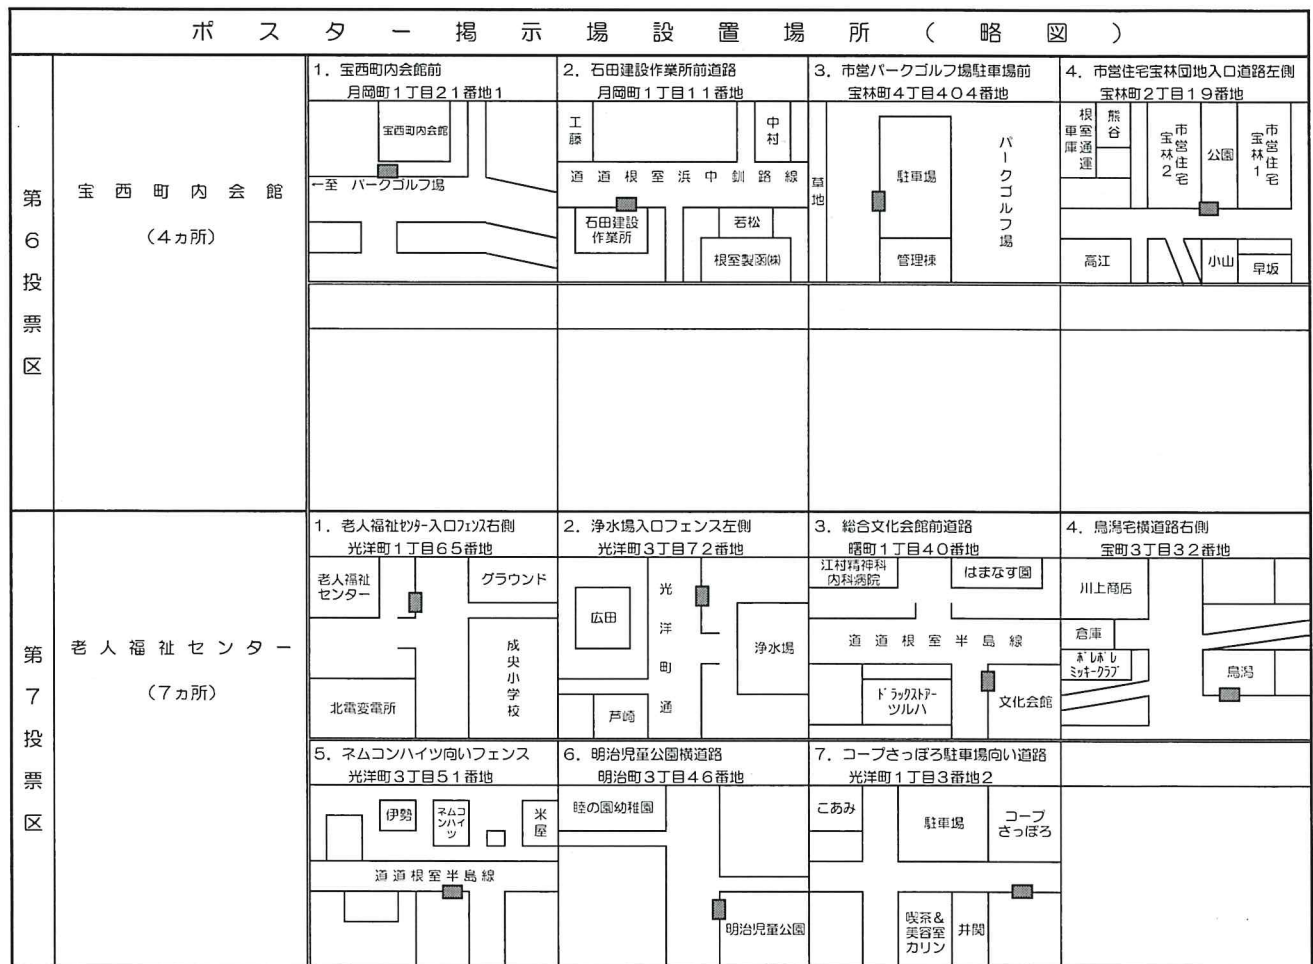 ポスター掲示場設置場所(略図)
第6投票区
宝西町内会館
(4ヵ所)
1. 宝西町内会館前
月岡町1丁目21番地1
宝西町内会館
←至 パークゴルフ場
2. 石田建設作業所前道路
月岡町1丁目11番地
工藤
中村
道道根室浜中釧路線
石田建設
作業所
若松
根室製函㈱
3. 市営パークゴルフ場駐車場前
宝林町4丁目404番地
草地
駐車場
管理棟
パークゴルフ場
4. 市営住宅宝林団地入口道路左側
宝林町2丁目19番地
根室通運
車庫
熊谷
市営住宅
宝林2
公園
市営住宅
宝林1
高江
小山
早坂
第7投票区
老人福祉センター
(7ヵ所)
1. 老人福祉センター入口フェンス右側
光洋町1丁目65番地
老人福祉
センター
グラウンド
成央小学校
北電変電所
2. 浄水場入口フェンス左側
光洋町3丁目72番地
広田
光洋町通
浄水場
芦崎
3. 総合文化会館前道路
曙町1丁目40番地
江村精神科
内科病院
はまなす園
道道根室半島線
ドラックストアー
ツルハ
文化会館
4. 鳥潟宅横道路右側
宝町3丁目32番地
川上商店
倉庫
ポレポレ
ミッキークラブ
鳥潟
5. ネムコンハイツ向いフェンス
光洋町3丁目51番地
伊勢
ネムコ
ンハイ
ツ
米屋
道道根室半島線
6. 明治児童公園横道路
明治町3丁目46番地
睦の園幼稚園
明治児童公園
7. コープさっぽろ駐車場向い道路
光洋町1丁目3番地2
こあみ
駐車場
コープ
さっぽろ
喫茶&
美容室
カリン
井関